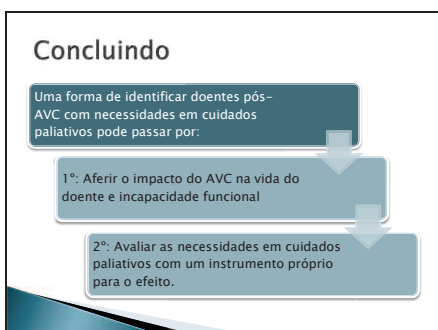 Concluindo
Uma forma de identificar doentes pós-
AVC com necessidades em cuidados
paliativos pode passar por:
1º: Aferir o impacto do AVC na vida do
doente e incapacidade funcional
2º: Avaliar as necessidades em cuidados
paliativos com um instrumento próprio
para o efeito.